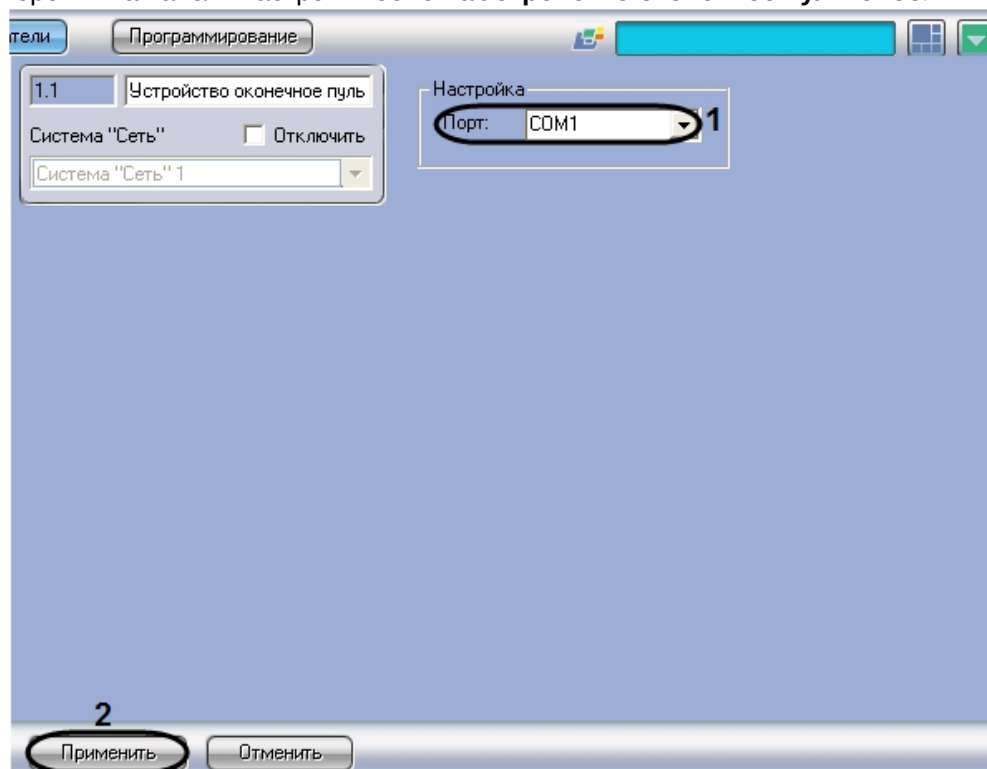 тели Программирование
1.1 Устройство оконечное пуль
Настройка
Порт: COM1 1
Система "Сеть" Отключить
Система "Сеть" 1
2
Применить Отменить